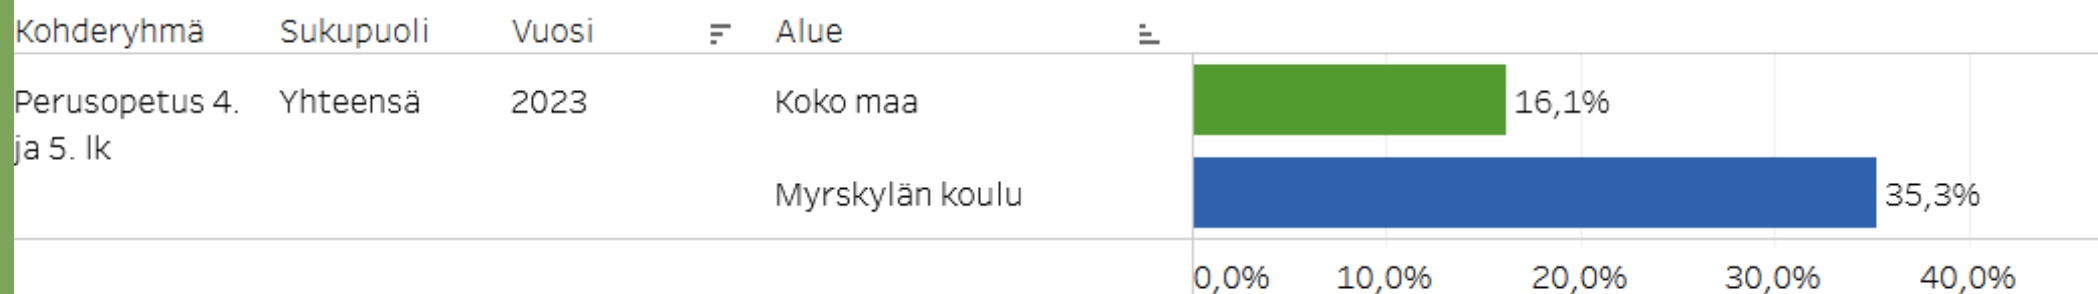 Kohderyhmä Sukupuoli Vuosi Alue
Perusopetus 4. Yhteensä 2023 Koko maa 16,1%
ja 5. lk
Myrskylän koulu 35,3%
0,0% 10,0% 20,0% 30,0% 40,0%